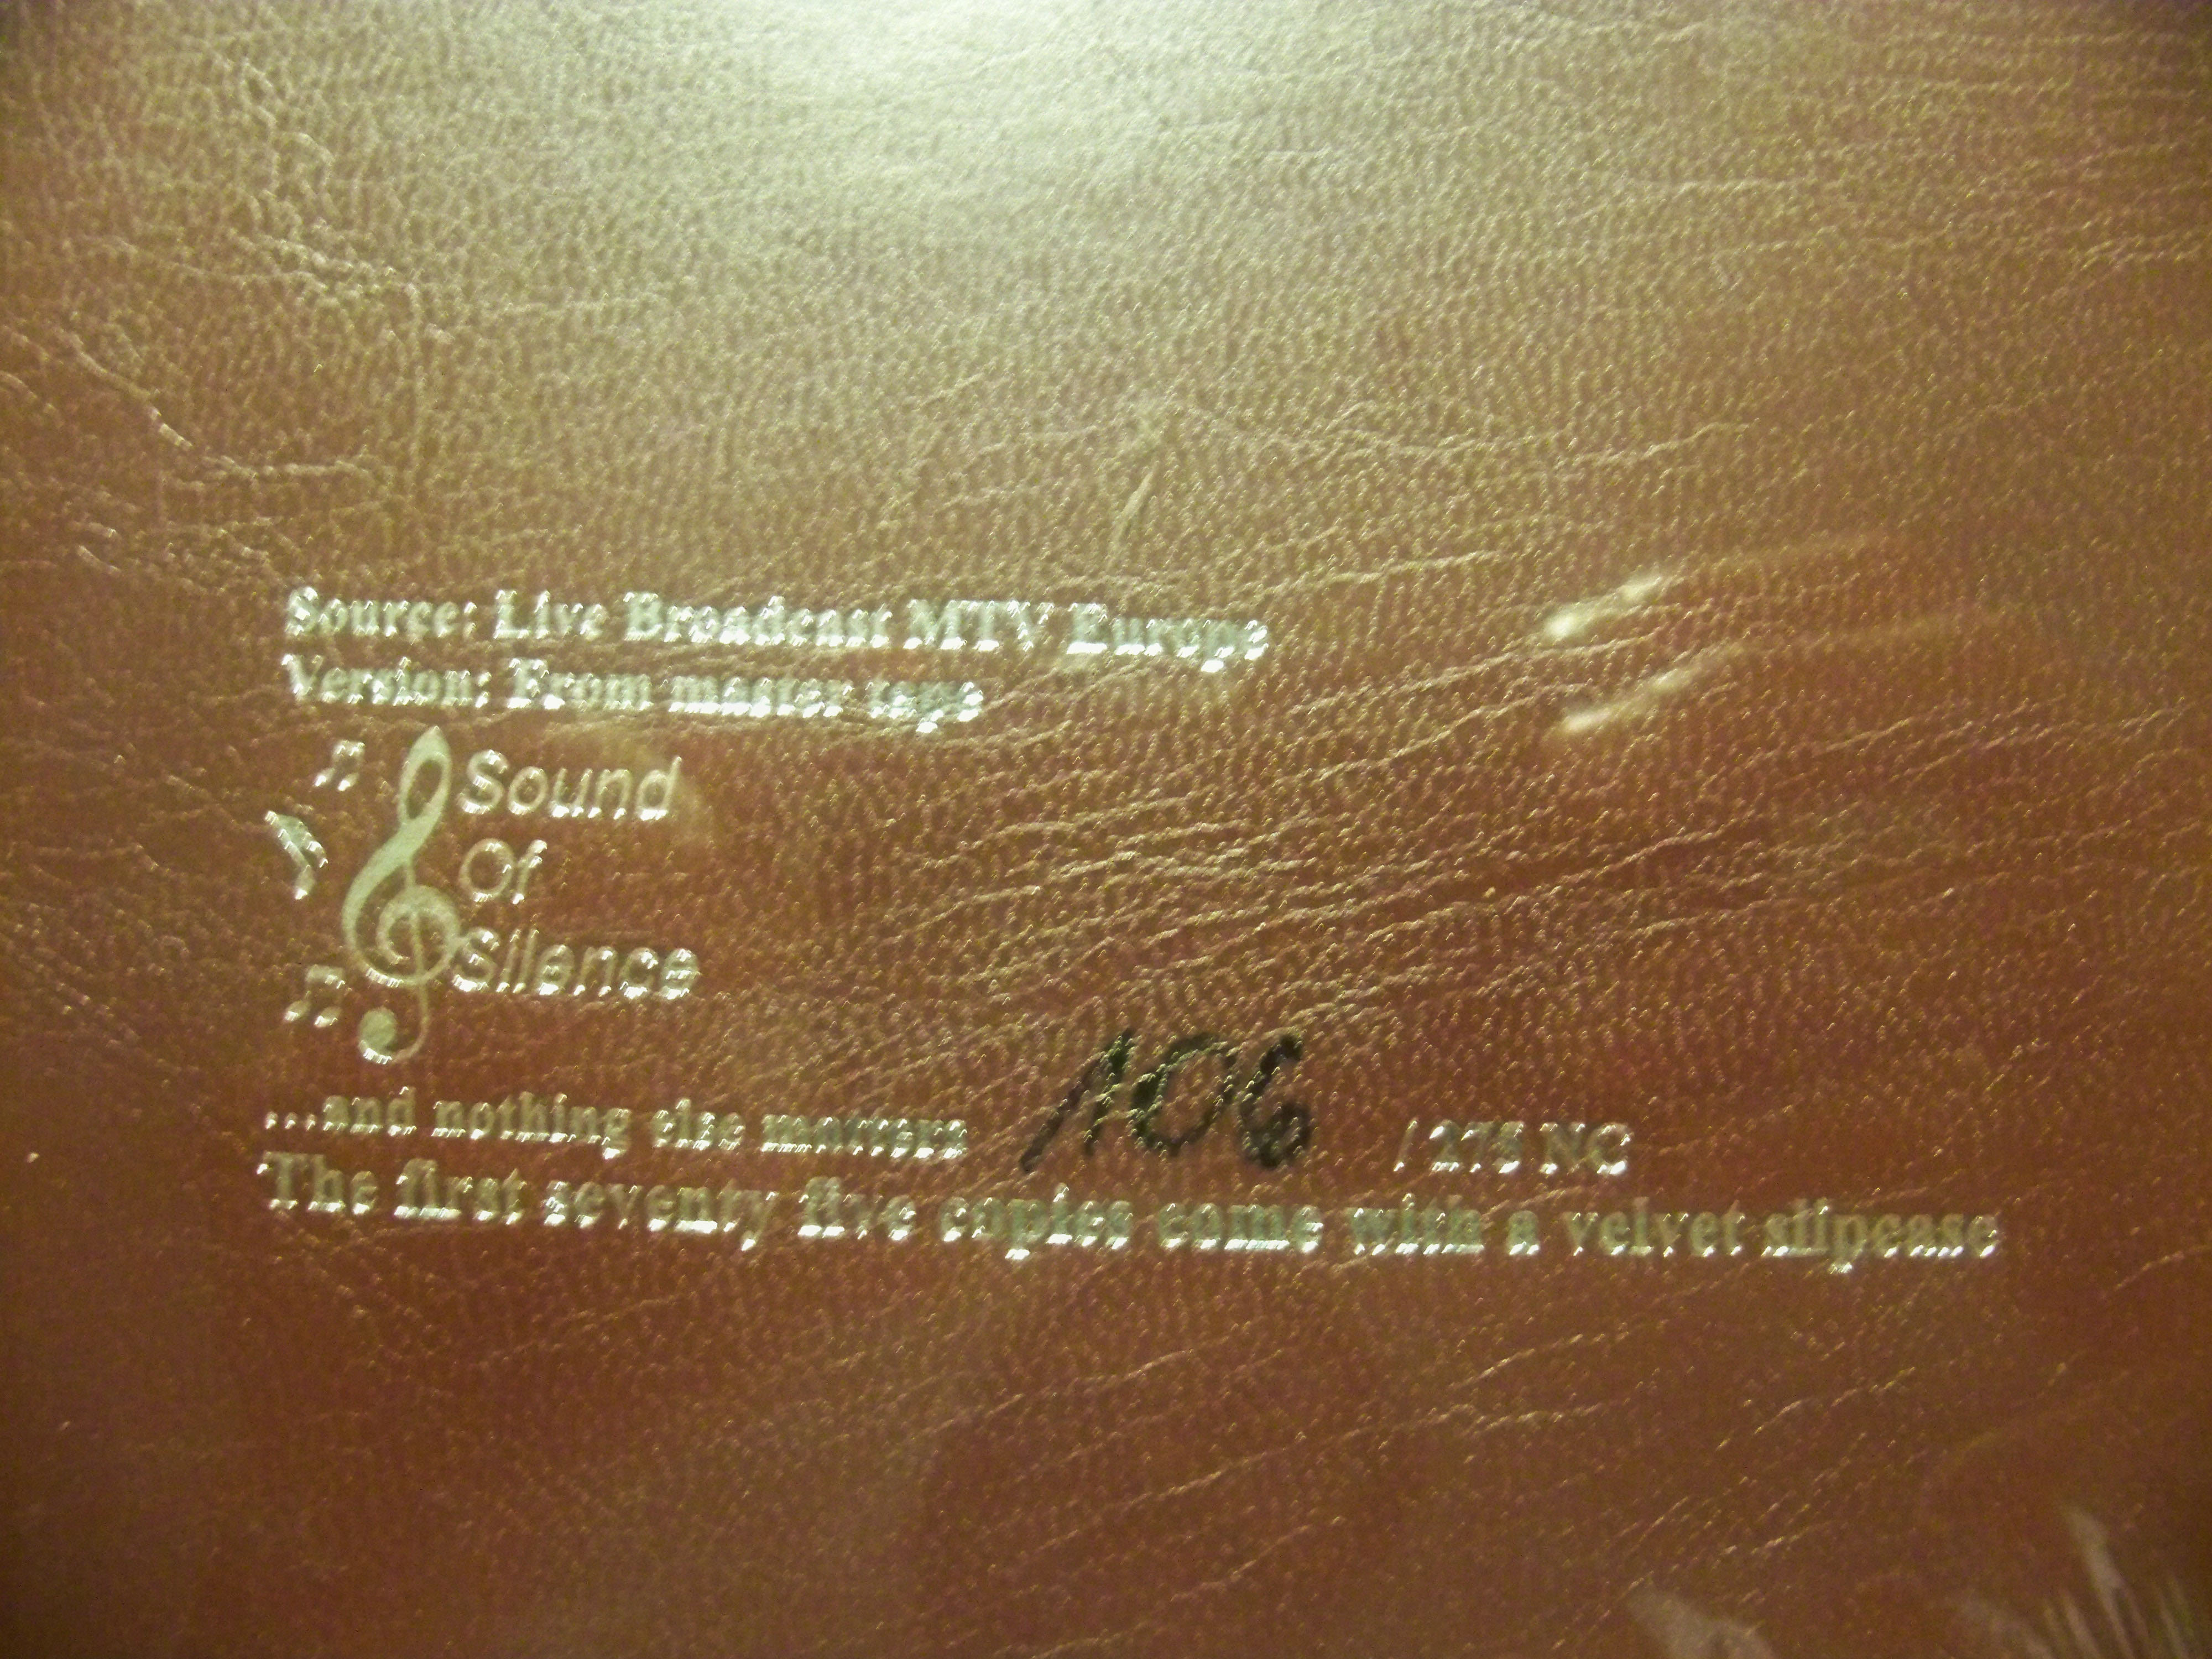 Source: Live Broadcast MTV Europe
Version: From master tape
Sound
Of
Silence
...and nothing else matters 106 / 275 NC
The first seventy five copies come with a velvet slipcase